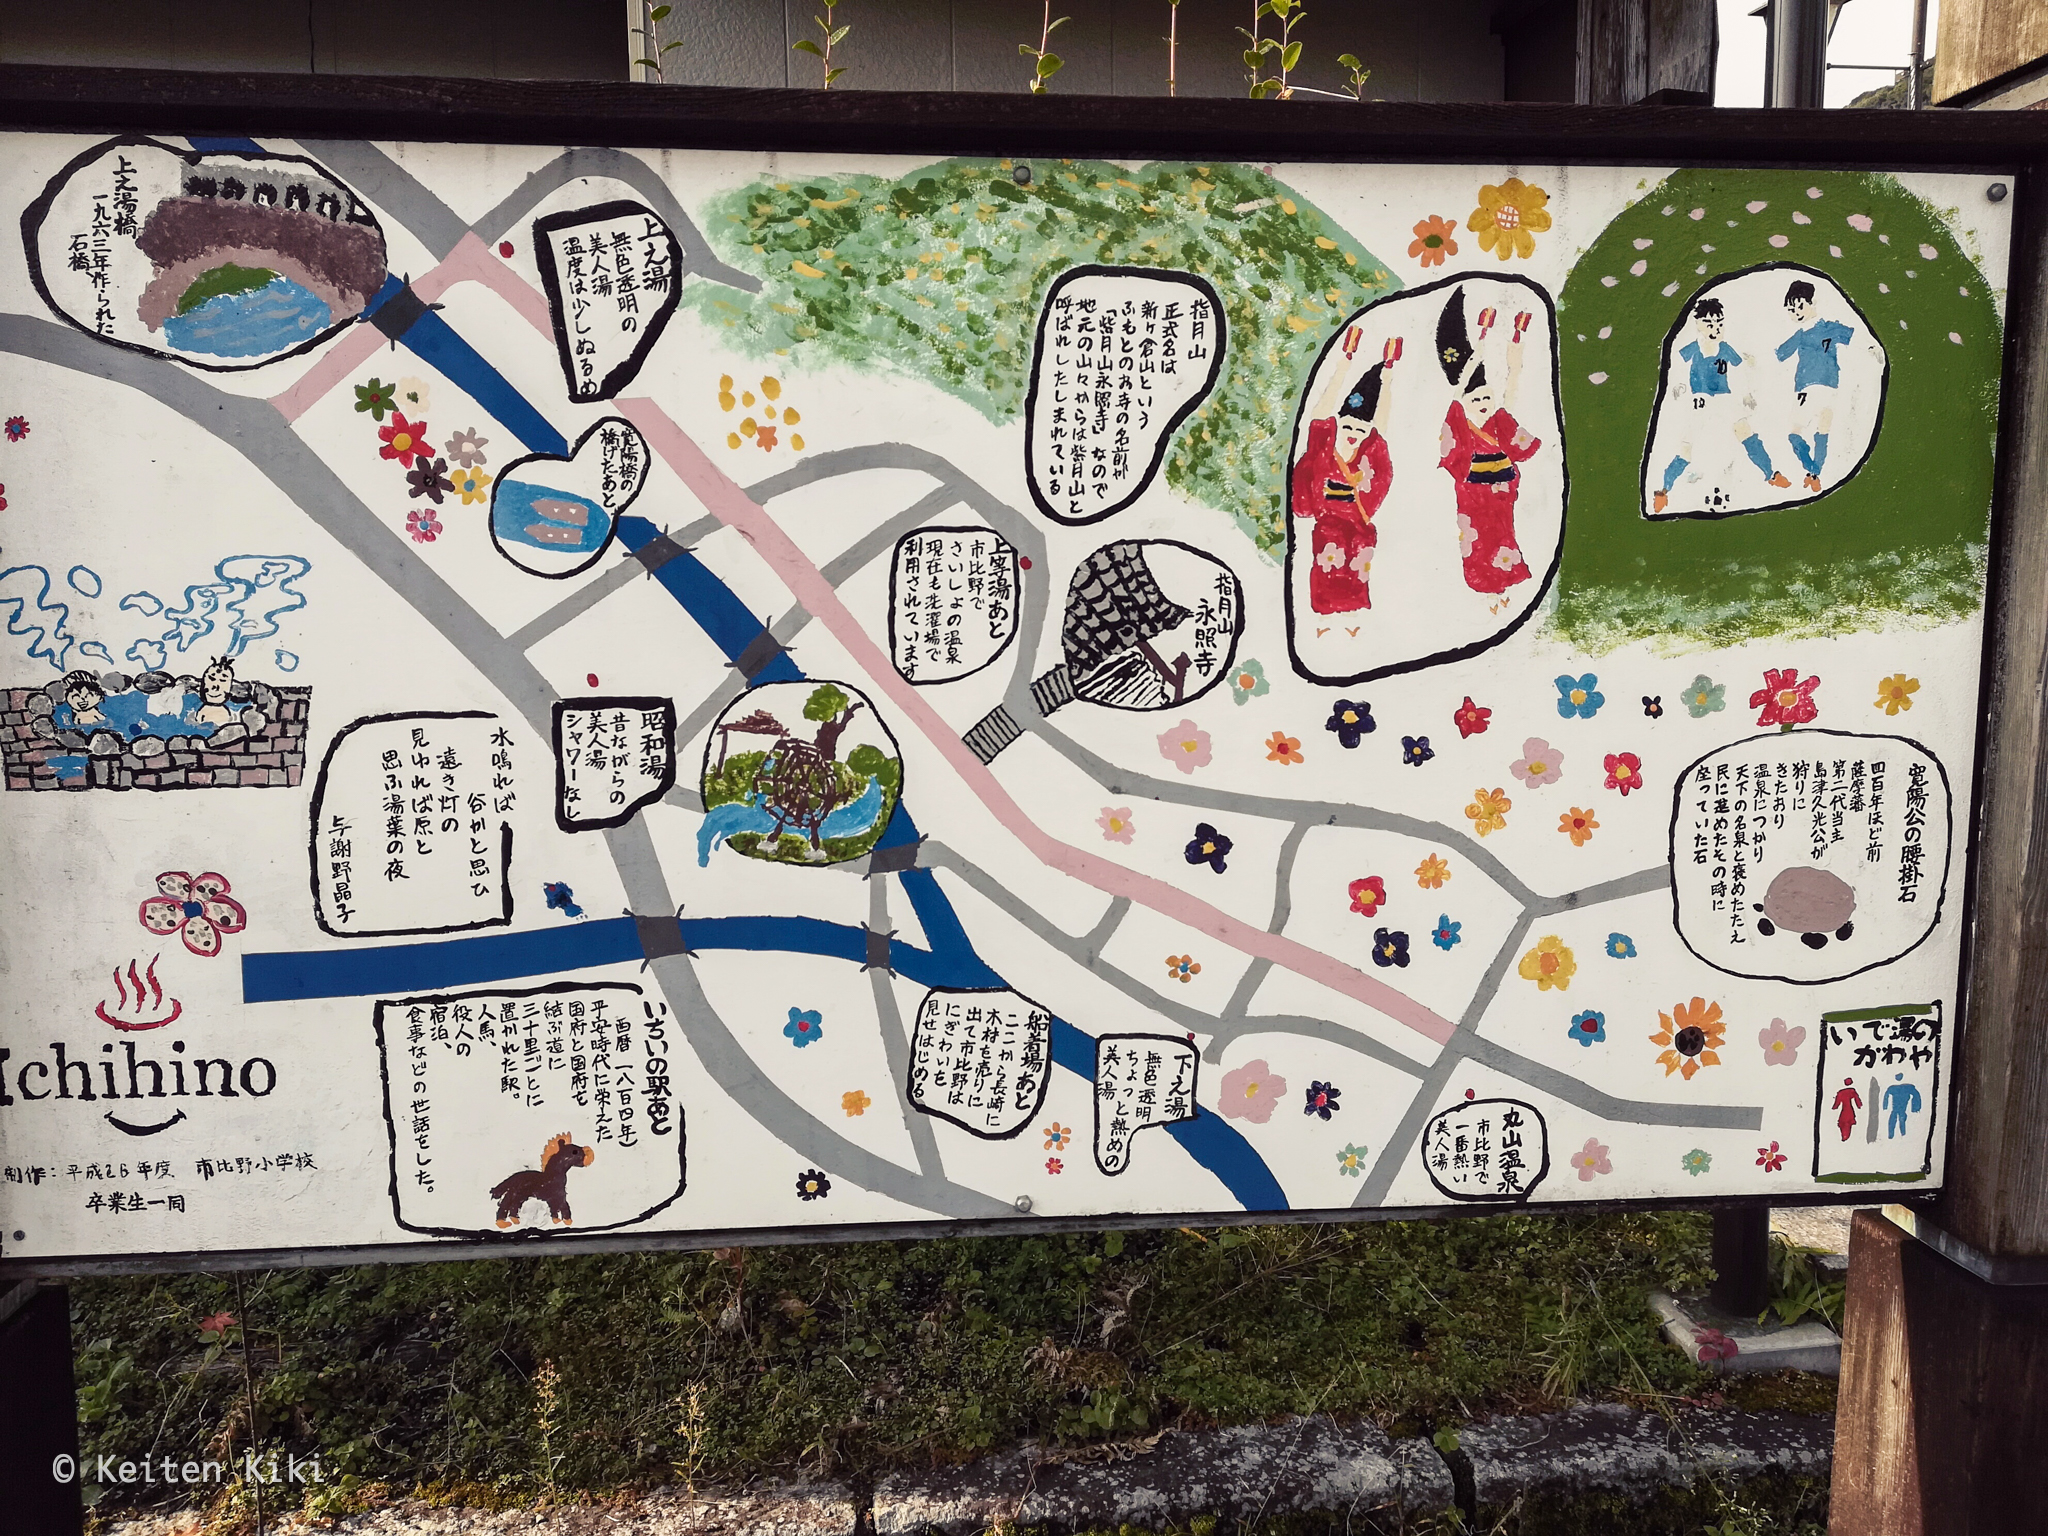 上之湯橋
一九六三年作られた
石橋
上之湯
無色透明の
美人湯
温度は少しぬるめ
寛陽橋の
橋げたあと
指月山
正式名は
新ヶ倉山という
ふもとのお寺の名前が
「紫月山永照寺」なので
地元の山々からは紫月山と
呼ばれしたしまれている
10
10
7
7
上窄湯あと
市比野で
さいしょの温泉
現在も洗濯場で
利用されています
指月山
永照寺
昭和湯
昔ながらの
美人湯
シャワーなし
水鳴れば
谷かと思ひ
遠き灯の
見ゆれば原と
思ふ湯葉の夜
与謝野晶子
寛陽公の腰掛石
四百年ほど前
薩摩藩
第二代当主
島津久光公が
狩りに
きたおり
温泉につかり
天下の名泉と褒めたたえ
民に進めたその時に
座っていた石
いちいの駅あと
(西暦一八百四年)
平安時代に栄えた
国府と国府を
結ぶ道に
三十里ごとに
置かれた駅。
人馬、
役人の
宿泊、
食事などの世話をした。
船着場あと
ここから長崎に
木材を売りに
出て市比野は
にぎわいを
見せはじめる
下之湯
無色透明
ちょっと熱めの
美人湯
丸山温泉
市比野で
一番熱い
美人湯
いで湯の
かわや
Ichihino
制作:平成26年度 市比野小学校
卒業生一同
© Keiten Kiki